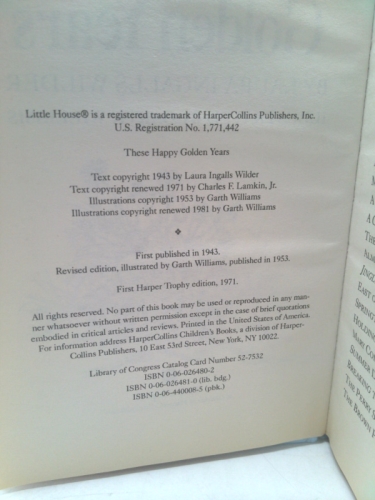 Golden Years
Little House® is a registered trademark of HarperCollins Publishers, Inc.
U.S. Registration No. 1,771,442
These Happy Golden Years
Text copyright 1943 by Laura Ingalls Wilder
Text copyright renewed 1971 by Charles F. Lamkin, Jr.
Illustrations copyright 1953 by Garth Williams
Illustrations copyright renewed 1981 by Garth Williams
First published in 1943.
Revised edition, illustrated by Garth Williams, published in 1953.
First Harper Trophy edition, 1971.
All rights reserved. No part of this book may be used or reproduced in any man-
ner whatsoever without written permission except in the case of brief quotations
embodied in critical articles and reviews. Printed in the United States of America.
For information address HarperCollins Children's Books, a division of Harper-
Collins Publishers, 10 East 53rd Street, New York, NY 10022.
Library of Congress Catalog Card Number 52-7532
ISBN 0-06-026480-2
ISBN 0-06-026481-0 (lib. bdg.)
ISBN 0-06-440008-5 (pbk.)